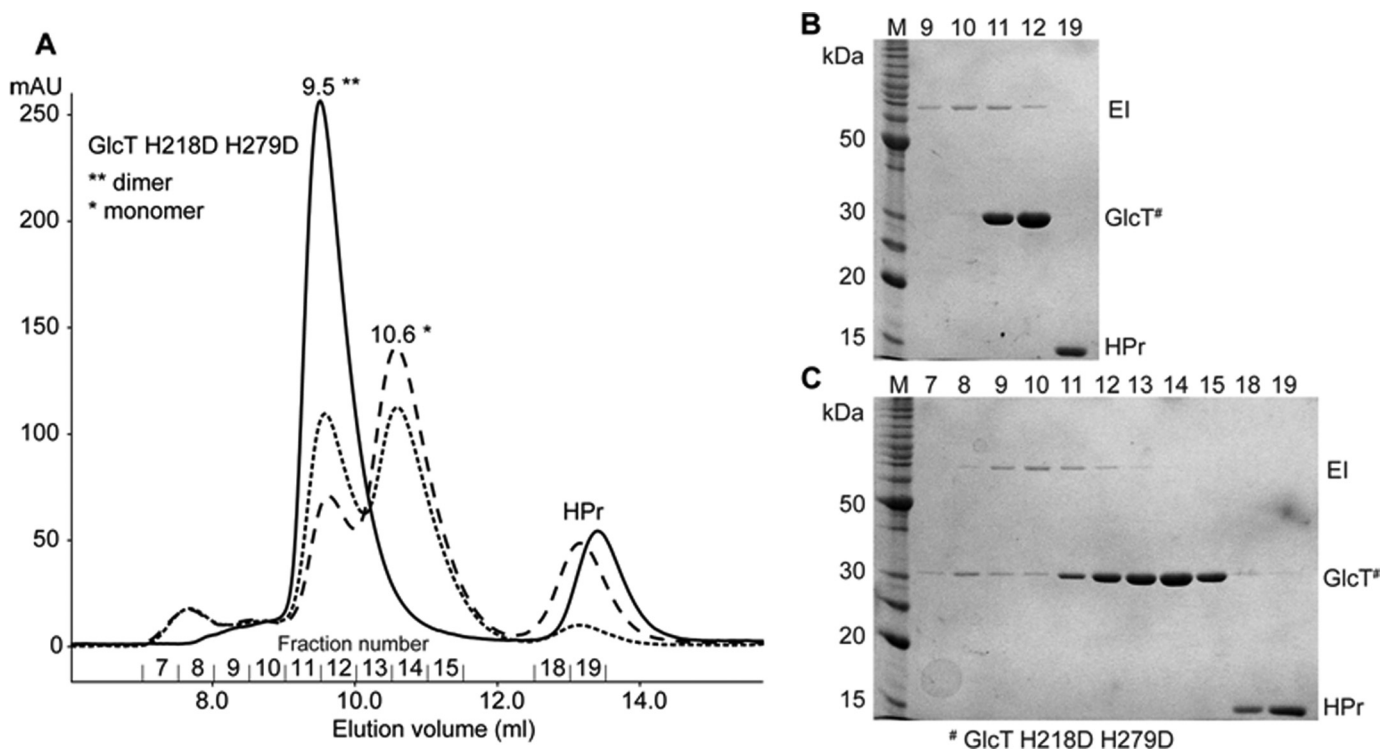 A
mAU
250
200
150
100
50
0
GlcT H218D H279D
** dimer
* monomer
9.5 **
10.6 *
HPr
Fraction number
7 8 9 10 11 12 13 14 15 18 19
8.0 10.0 12.0 14.0
Elution volume (ml)
B
M 9 10 11 12 19
kDa
50
30
20
15
EI
GlcT#
HPr
C
M 7 8 9 10 11 12 13 14 15 18 19
kDa
50
30
20
15
EI
GlcT#
HPr
# GlcT H218D H279D